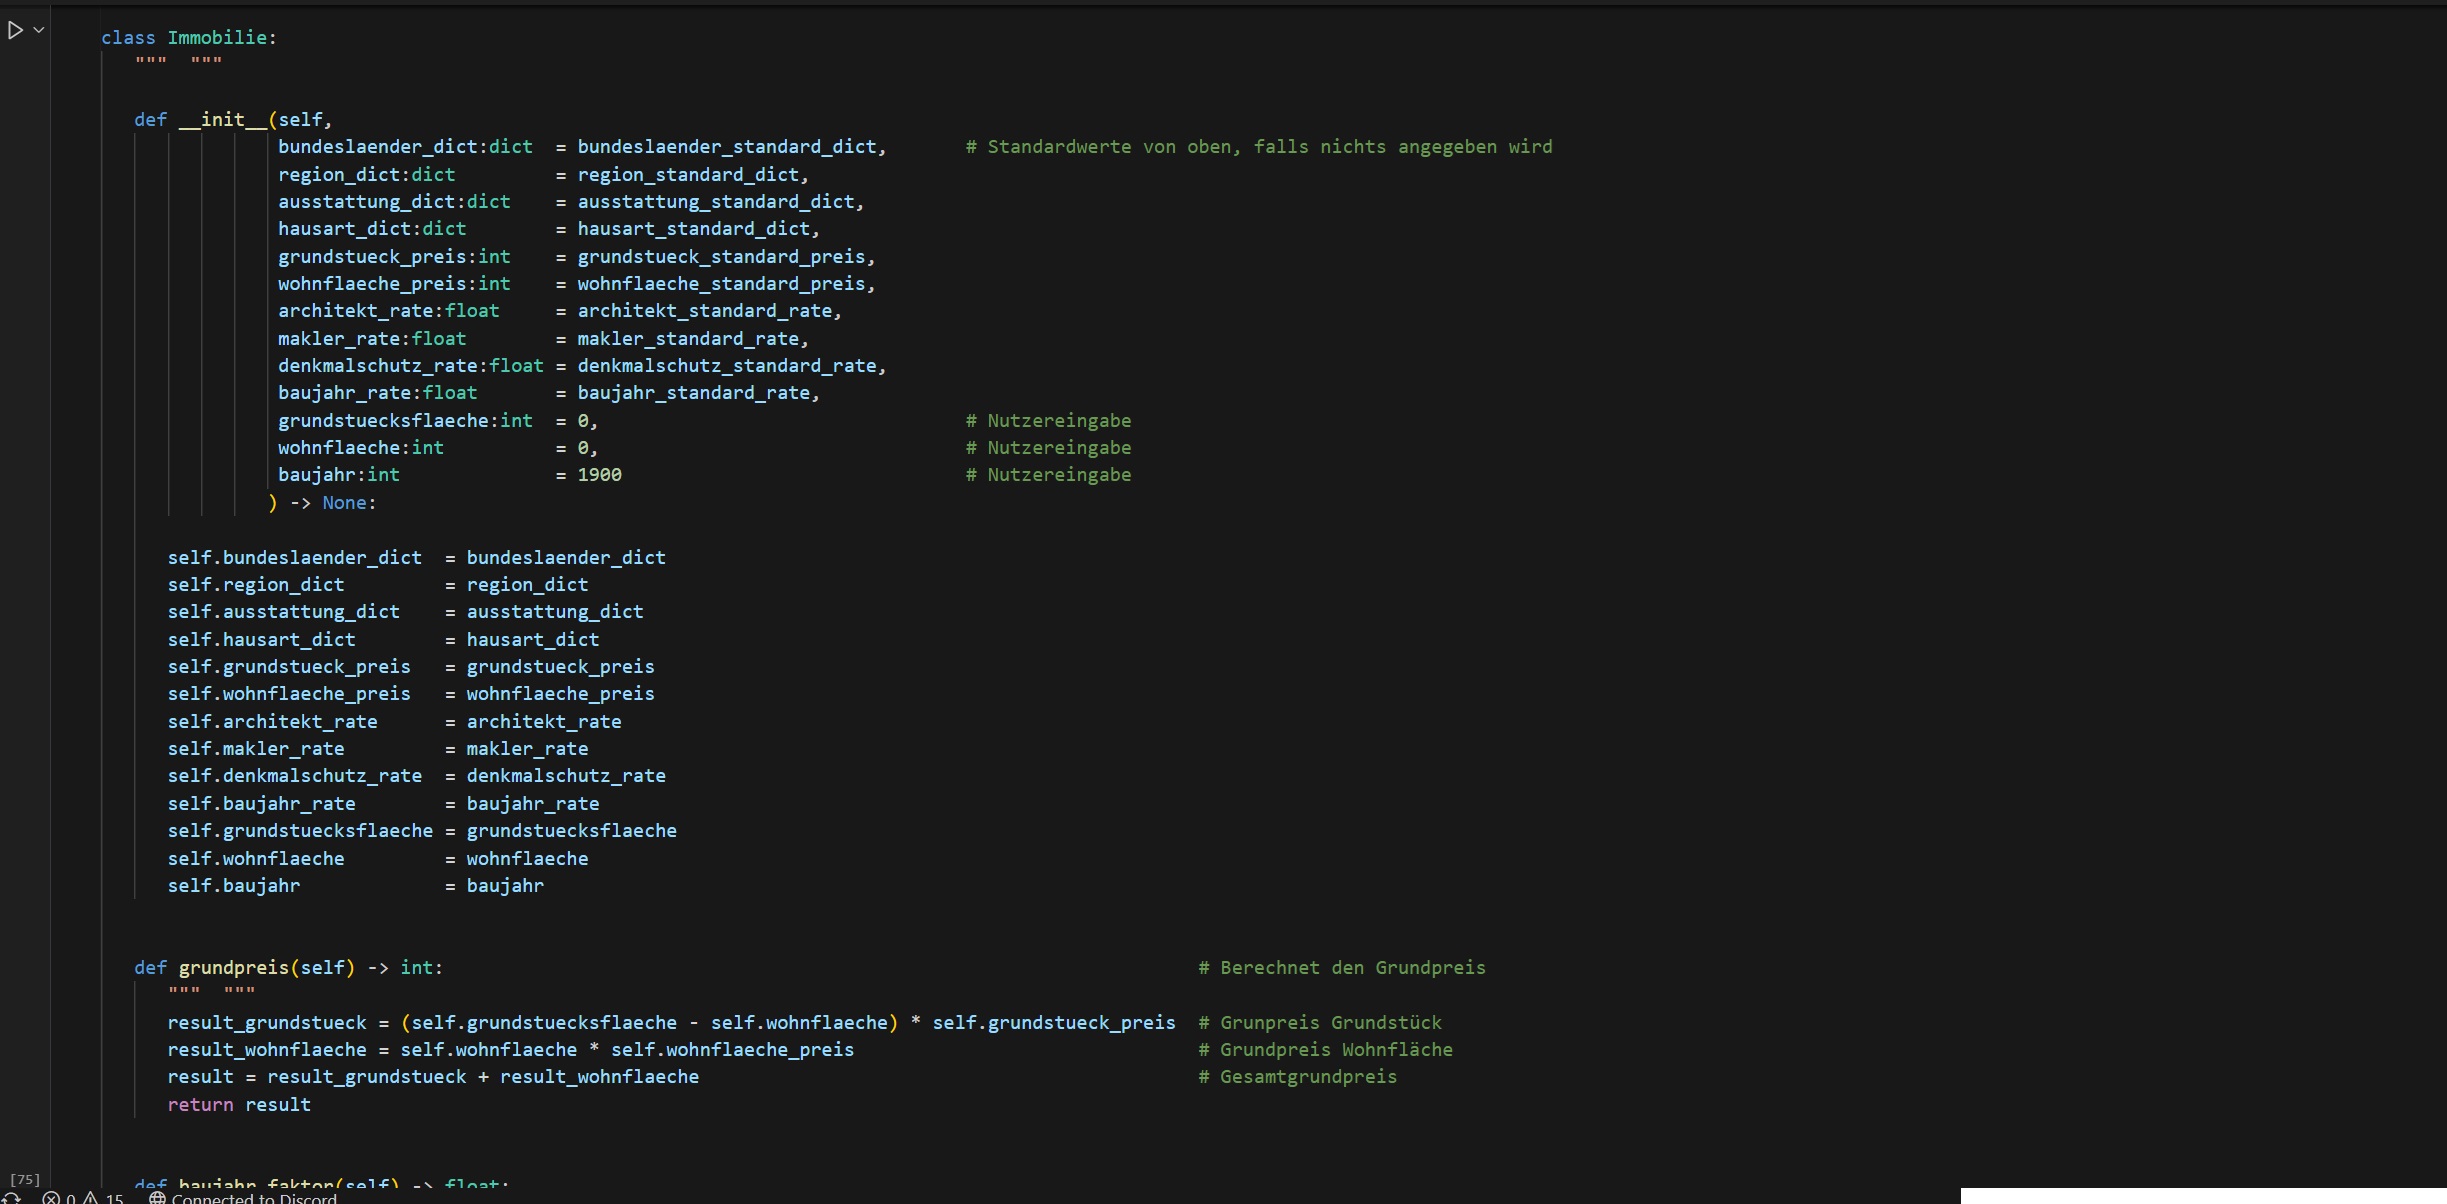 class Immobilie:
""" """
def __init__(self,
bundeslaender_dict:dict = bundeslaender_standard_dict, # Standardwerte von oben, falls nichts angegeben wird
region_dict:dict = region_standard_dict,
ausstattung_dict:dict = ausstattung_standard_dict,
hausart_dict:dict = hausart_standard_dict,
grundstueck_preis:int = grundstueck_standard_preis,
wohnflaeche_preis:int = wohnflaeche_standard_preis,
architekt_rate:float = architekt_standard_rate,
makler_rate:float = makler_standard_rate,
denkmalschutz_rate:float = denkmalschutz_standard_rate,
baujahr_rate:float = baujahr_standard_rate,
grundstuecksflaeche:int = 0, # Nutzereingabe
wohnflaeche:int = 0, # Nutzereingabe
baujahr:int = 1900 # Nutzereingabe
) -> None:
self.bundeslaender_dict = bundeslaender_dict
self.region_dict = region_dict
self.ausstattung_dict = ausstattung_dict
self.hausart_dict = hausart_dict
self.grundstueck_preis = grundstueck_preis
self.wohnflaeche_preis = wohnflaeche_preis
self.architekt_rate = architekt_rate
self.makler_rate = makler_rate
self.denkmalschutz_rate = denkmalschutz_rate
self.baujahr_rate = baujahr_rate
self.grundstuecksflaeche = grundstuecksflaeche
self.wohnflaeche = wohnflaeche
self.baujahr = baujahr
def grundpreis(self) -> int: # Berechnet den Grundpreis
""" """
result_grundstueck = (self.grundstuecksflaeche - self.wohnflaeche) * self.grundstueck_preis # Grunpreis Grundstück
result_wohnflaeche = self.wohnflaeche * self.wohnflaeche_preis # Grundpreis Wohnfläche
result = result_grundstueck + result_wohnflaeche # Gesamtgrundpreis
return result
def baujahr_faktor(self) -> float:
[75]
0 15 Connected to Discord